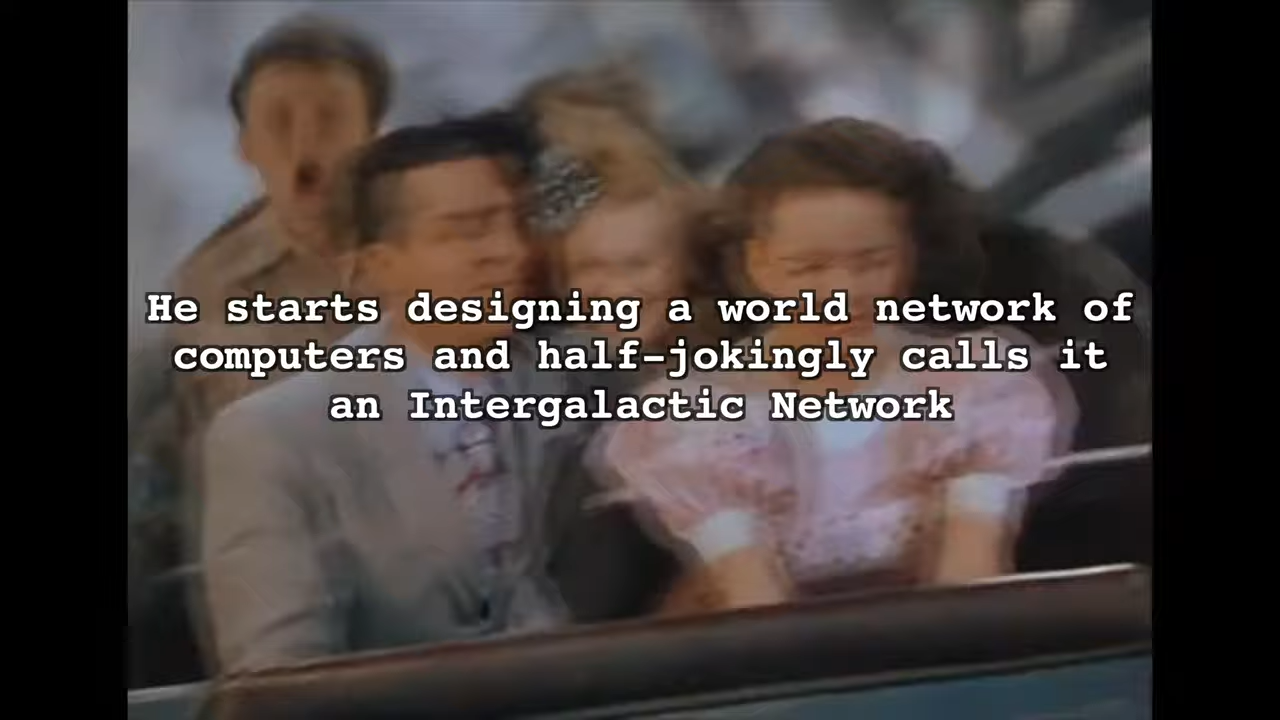 He starts designing a world network of
computers and half-jokingly calls it
an Intergalactic Network